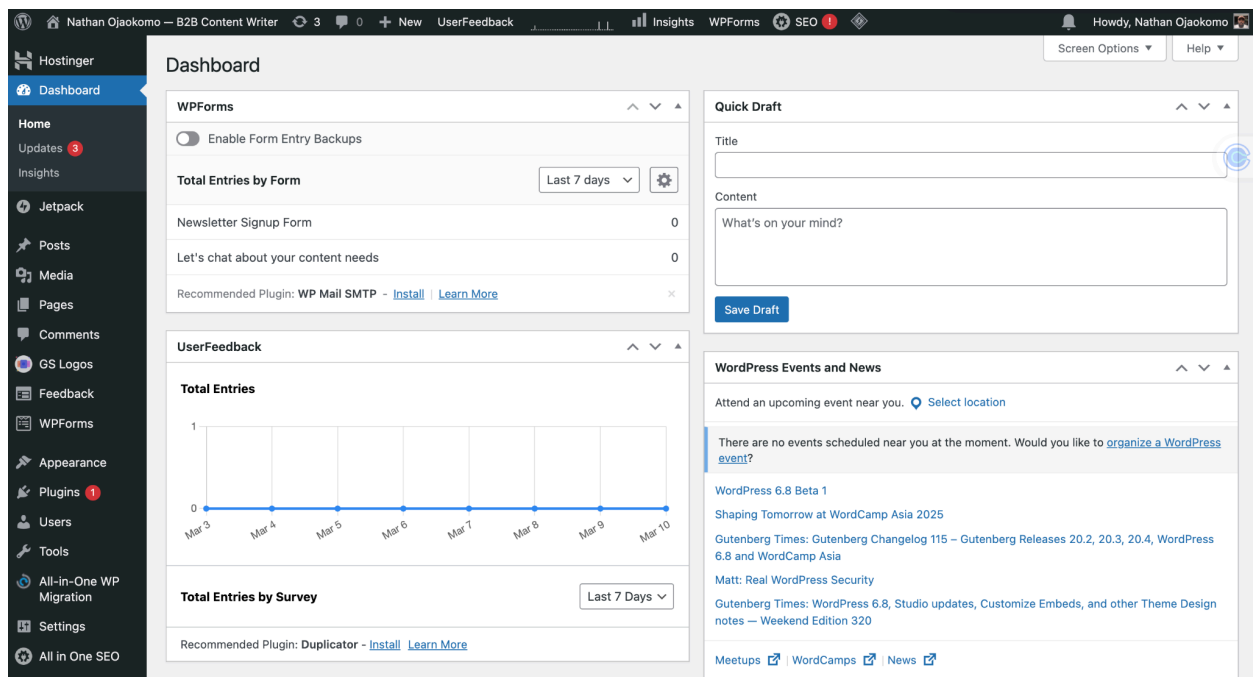 Nathan Ojaokomo — B2B Content Writer 3 0 + New UserFeedback Insights WPForms SEO ! Howdy, Nathan Ojaokomo
Hostinger
Dashboard
Home
Updates 3
Insights
Jetpack
Posts
Media
Pages
Comments
GS Logos
Feedback
WPForms
Appearance
Plugins 1
Users
Tools
All-in-One WP
Migration
Settings
All in One SEO
Screen Options ▼ Help ▼
Dashboard
WPForms
Enable Form Entry Backups
Total Entries by Form Last 7 days
Newsletter Signup Form 0
Let's chat about your content needs 0
Recommended Plugin: WP Mail SMTP - Install | Learn More ×
UserFeedback
Total Entries
1
0
Mar 3 Mar 4 Mar 5 Mar 6 Mar 7 Mar 8 Mar 9 Mar 10
Total Entries by Survey Last 7 Days
Recommended Plugin: Duplicator - Install Learn More
Quick Draft
Title
Content
What's on your mind?
Save Draft
WordPress Events and News
Attend an upcoming event near you. Select location
There are no events scheduled near you at the moment. Would you like to organize a WordPress
event?
WordPress 6.8 Beta 1
Shaping Tomorrow at WordCamp Asia 2025
Gutenberg Times: Gutenberg Changelog 115 – Gutenberg Releases 20.2, 20.3, 20.4, WordPress
6.8 and WordCamp Asia
Matt: Real WordPress Security
Gutenberg Times: WordPress 6.8, Studio updates, Customize Embeds, and other Theme Design
notes — Weekend Edition 320
Meetups | WordCamps | News